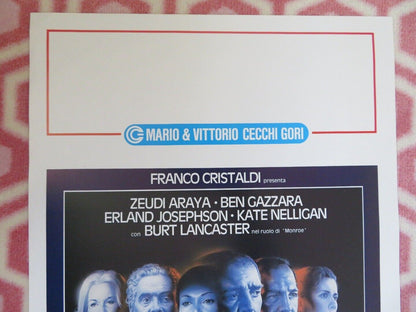 MARIO & VITTORIO CECCHI GORI
FRANCO CRISTALDI presenta
ZEUDI ARAYA • BEN GAZZARA
ERLAND JOSEPHSON • KATE NELLIGAN
con BURT LANCASTER nel ruolo di "Monroe"